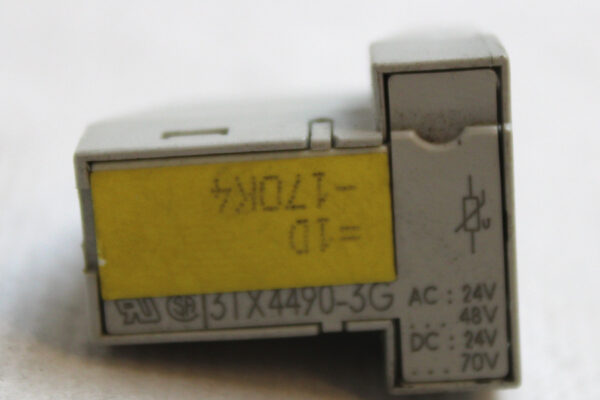 =1D
-170K4
3TX4490-3G
AC : 24V
... 48V
DC : 24V
... 70V
U